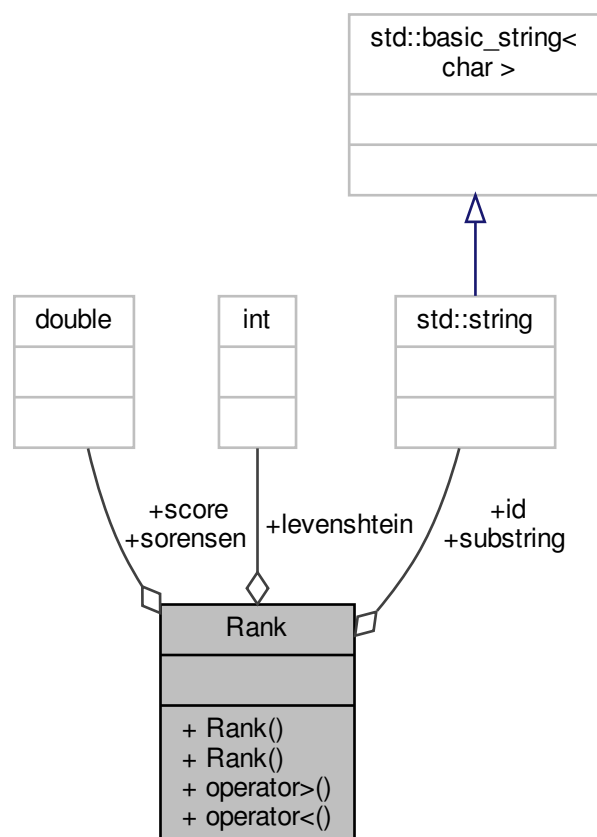 std::basic_string<
char >
double
int
std::string
+score
+sorensen
+levenshtein
+id
+substring
Rank
+ Rank()
+ Rank()
+ operator>()
+ operator<()